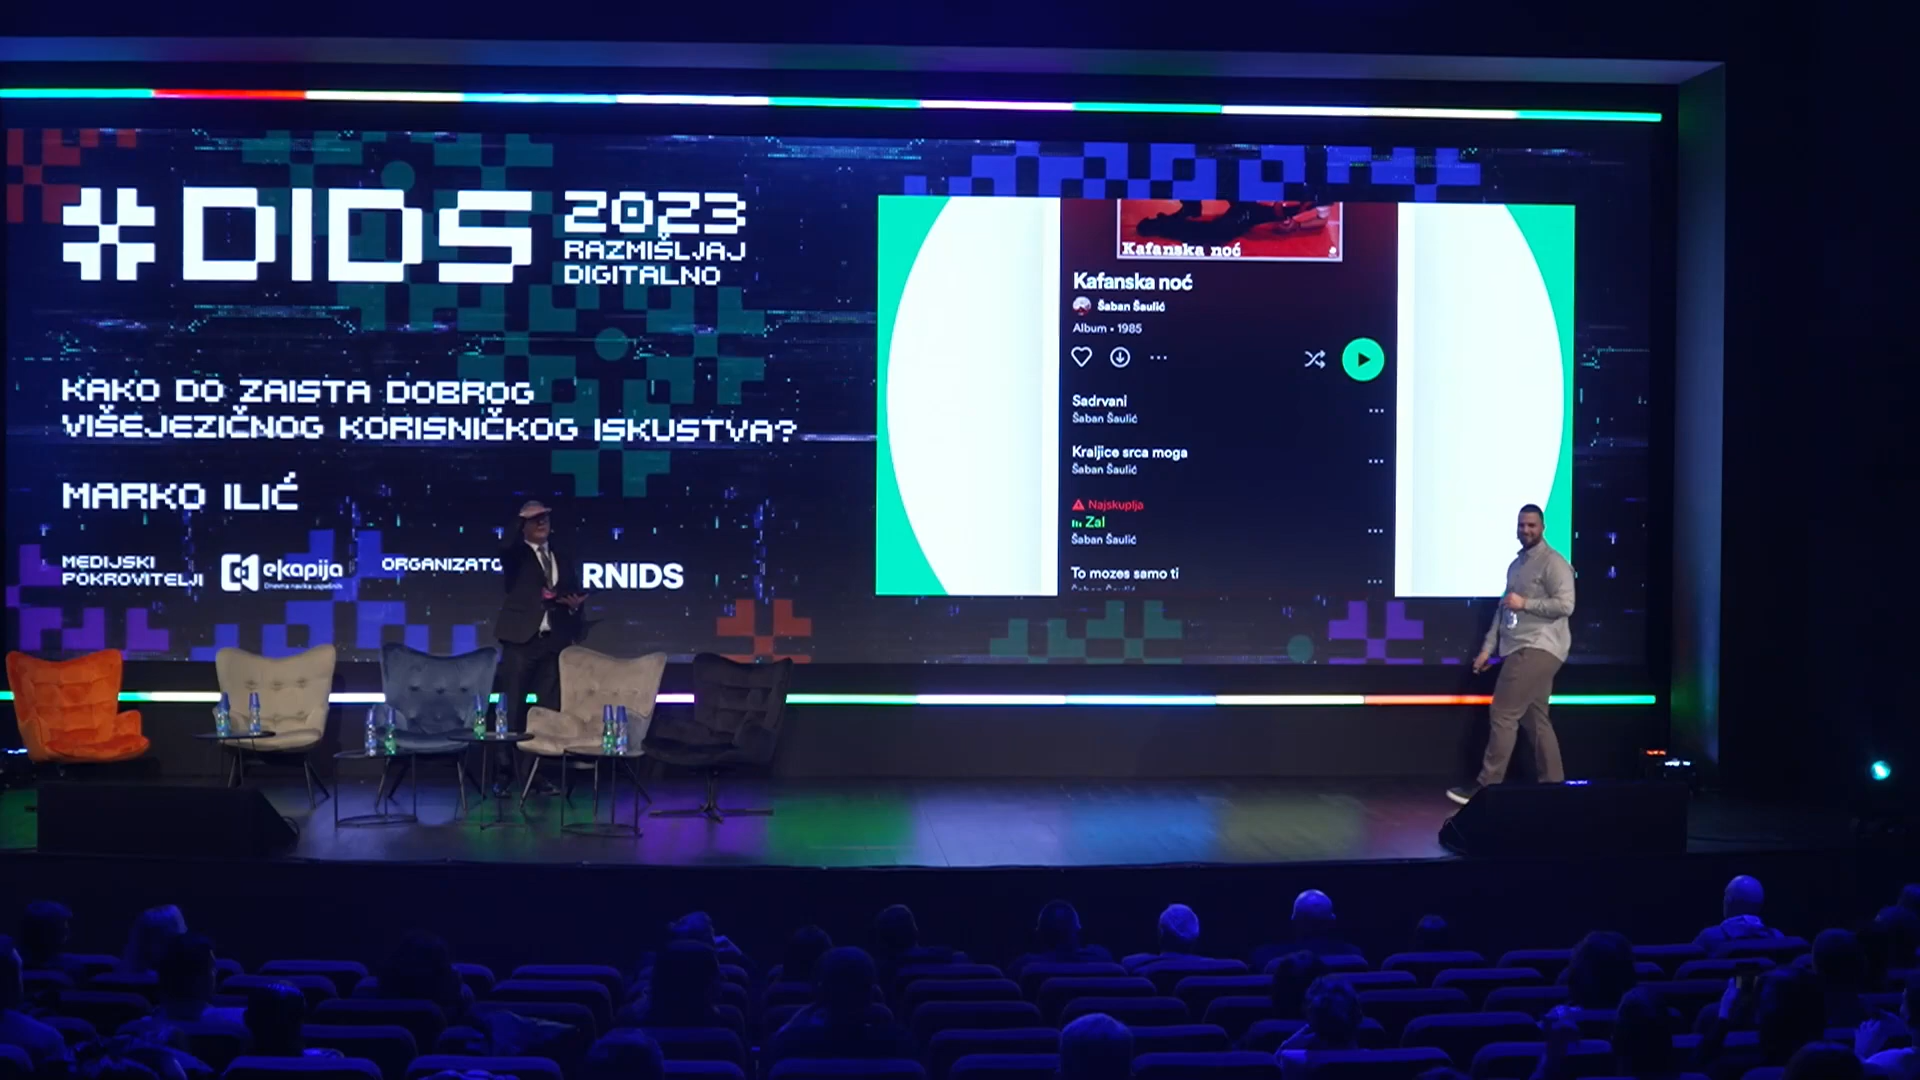 DIDS
2023
RAZMIŠLJAJ
DIGITALNO
KAKO DO ZAISTA DOBROG
VIŠEJEZIČNOG KORISNIČKOG ISKUSTVA?
MARKO ILIĆ
MEDIJSKI
POKROVITELJI
eKapija
ORGANIZATO
RNIDS
Kafanska noć
Kafanska noć
Šaban Šaulić
Album • 1985
Sadrvani
Šaban Šaulić
Kraljice srca moga
Šaban Šaulić
Najskuplja
Zal
Šaban Šaulić
To mozes samo ti